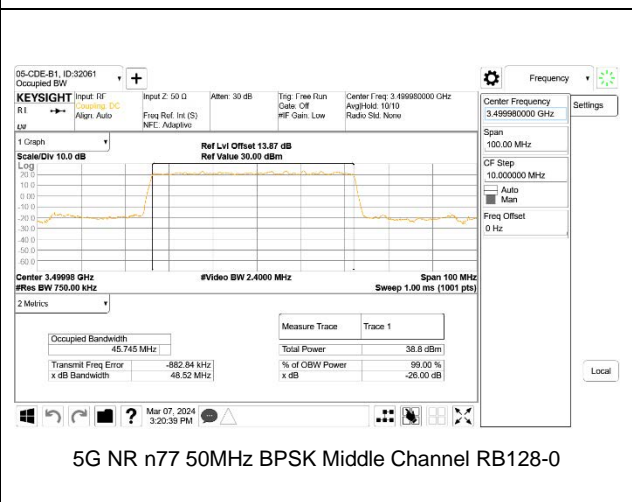 05-CDE-B1, ID:32061
Occupied BW
Frequency
KEYSIGHT
Input: RF
Coupling: DC
Align: Auto
Input Z: 50 Ω
Freq Ref: Int (S)
NFE: Adaptive
Atten: 30 dB
Trig: Free Run
Gate: Off
#IF Gain: Low
Center Freq: 3.499980000 GHz
Avg|Hold: 10/10
Radio Std: None
Center Frequency
3.499980000 GHz
Settings
Span
100.00 MHz
CF Step
10.000000 MHz
Auto
Man
Freq Offset
0 Hz
1 Graph
Scale/Div 10.0 dB
Ref Lvl Offset 13.87 dB
Ref Value 30.00 dBm
Log
20.0
10.0
0.00
-10.0
-20.0
-30.0
-40.0
-50.0
-60.0
Center 3.49998 GHz
#Video BW 2.4000 MHz
Span 100 MHz
#Res BW 750.00 kHz
Sweep 1.00 ms (1001 pts)
2 Metrics
Measure Trace
Trace 1
Occupied Bandwidth
45.745 MHz
Total Power
38.8 dBm
Transmit Freq Error
-882.84 kHz
% of OBW Power
99.00 %
x dB Bandwidth
48.52 MHz
x dB
-26.00 dB
Local
Mar 07, 2024
3:20:39 PM
5G NR n77 50MHz BPSK Middle Channel RB128-0